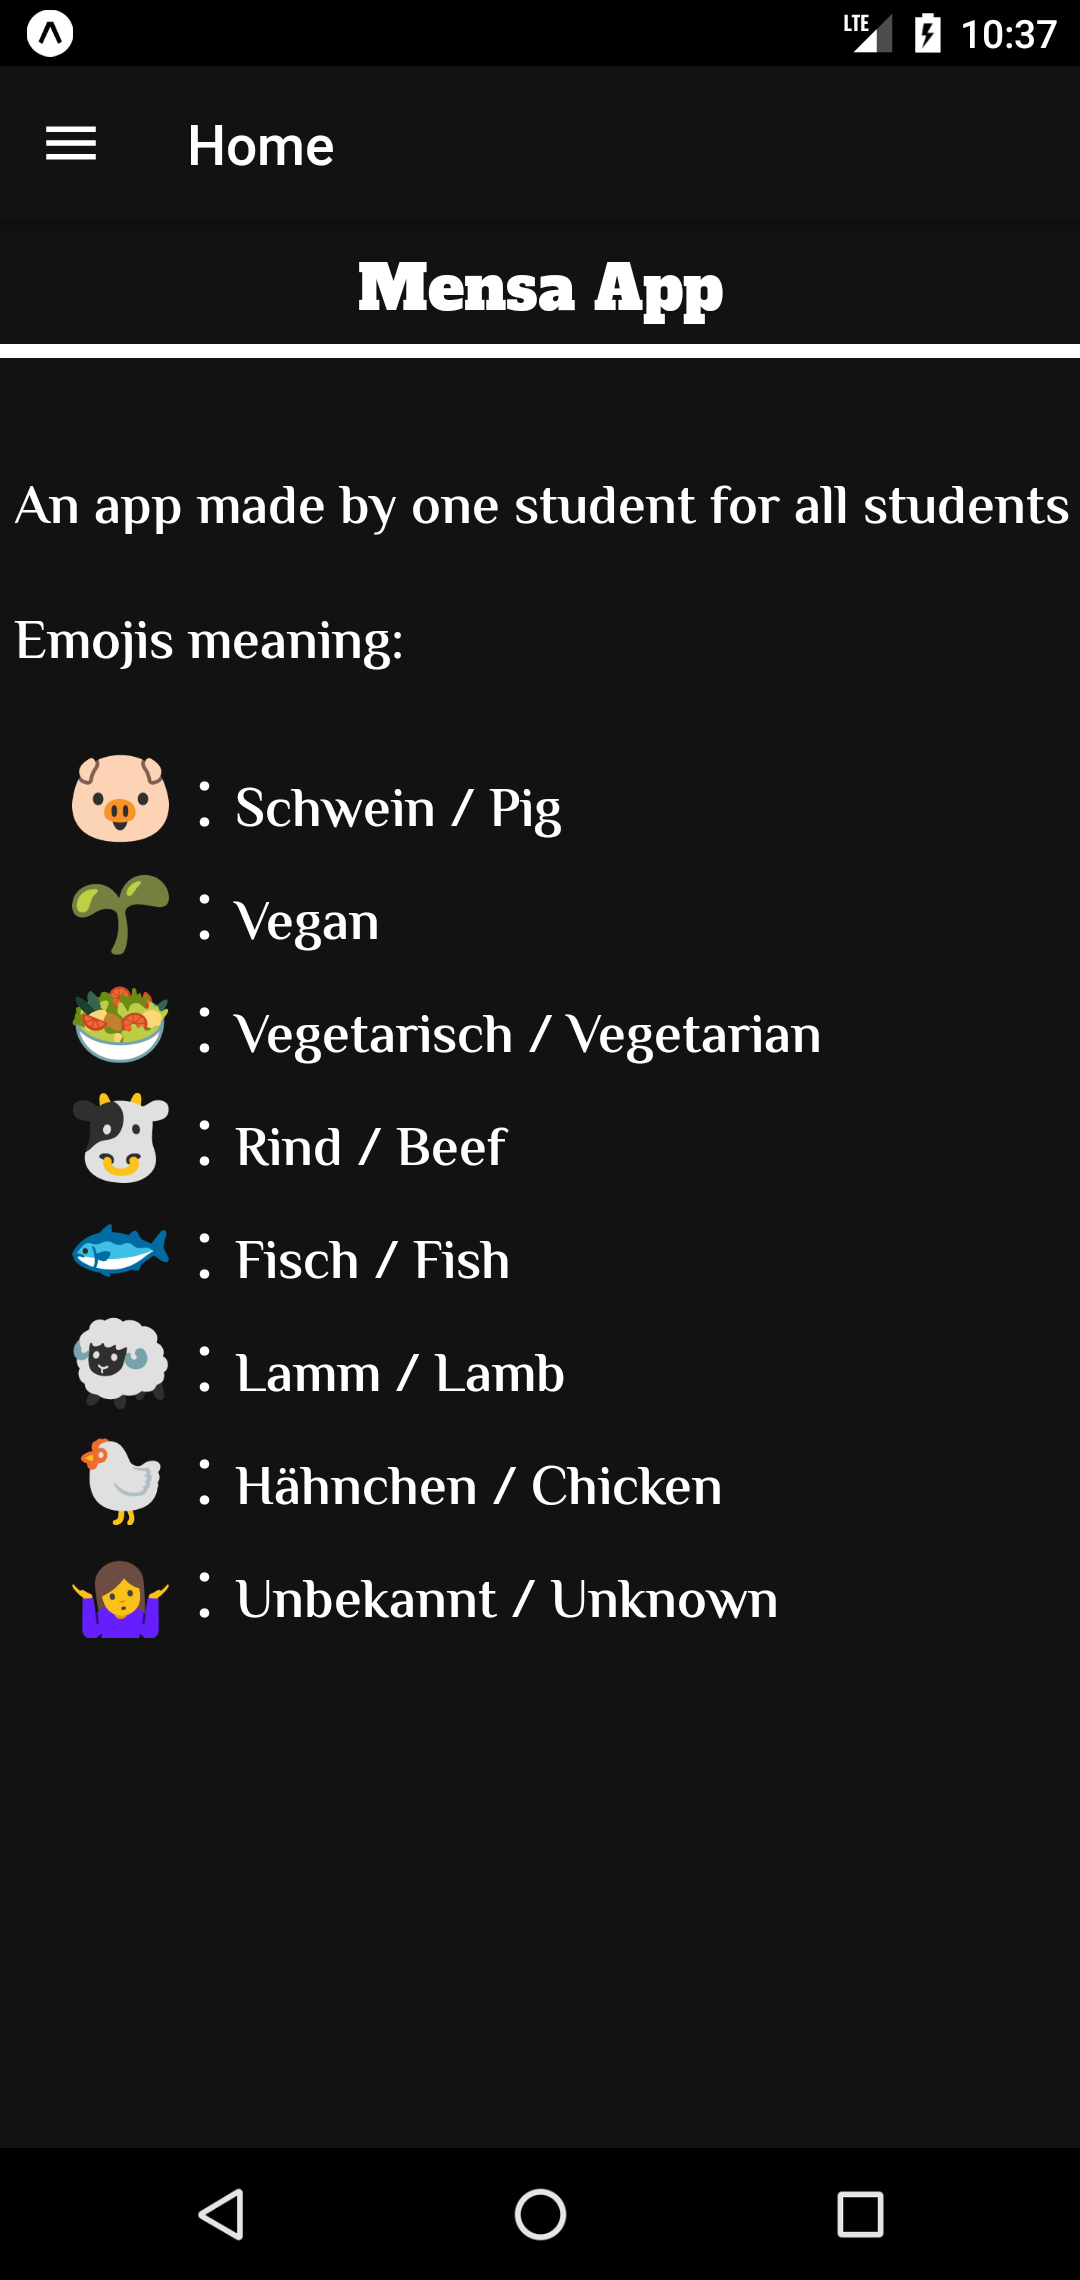 LTE 10:37
Home
Mensa App
An app made by one student for all students
Emojis meaning:
🐷 : Schwein / Pig
🌱 : Vegan
🥗 : Vegetarisch / Vegetarian
🐮 : Rind / Beef
🐟 : Fisch / Fish
🐑 : Lamm / Lamb
🐔 : Hähnchen / Chicken
🤷‍♀️ : Unbekannt / Unknown